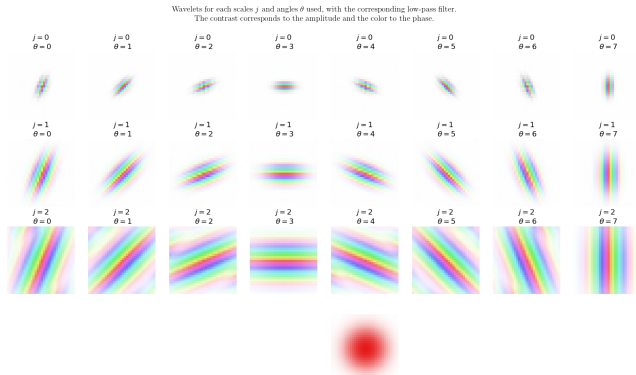 Wavelets for each scales j and angles θ used, with the corresponding low-pass filter.
The contrast corresponds to the amplitude and the color to the phase.
j = 0 j = 0 j = 0 j = 0 j = 0 j = 0 j = 0 j = 0
θ = 0 θ = 1 θ = 2 θ = 3 θ = 4 θ = 5 θ = 6 θ = 7
j = 1 j = 1 j = 1 j = 1 j = 1 j = 1 j = 1 j = 1
θ = 0 θ = 1 θ = 2 θ = 3 θ = 4 θ = 5 θ = 6 θ = 7
j = 2 j = 2 j = 2 j = 2 j = 2 j = 2 j = 2 j = 2
θ = 0 θ = 1 θ = 2 θ = 3 θ = 4 θ = 5 θ = 6 θ = 7